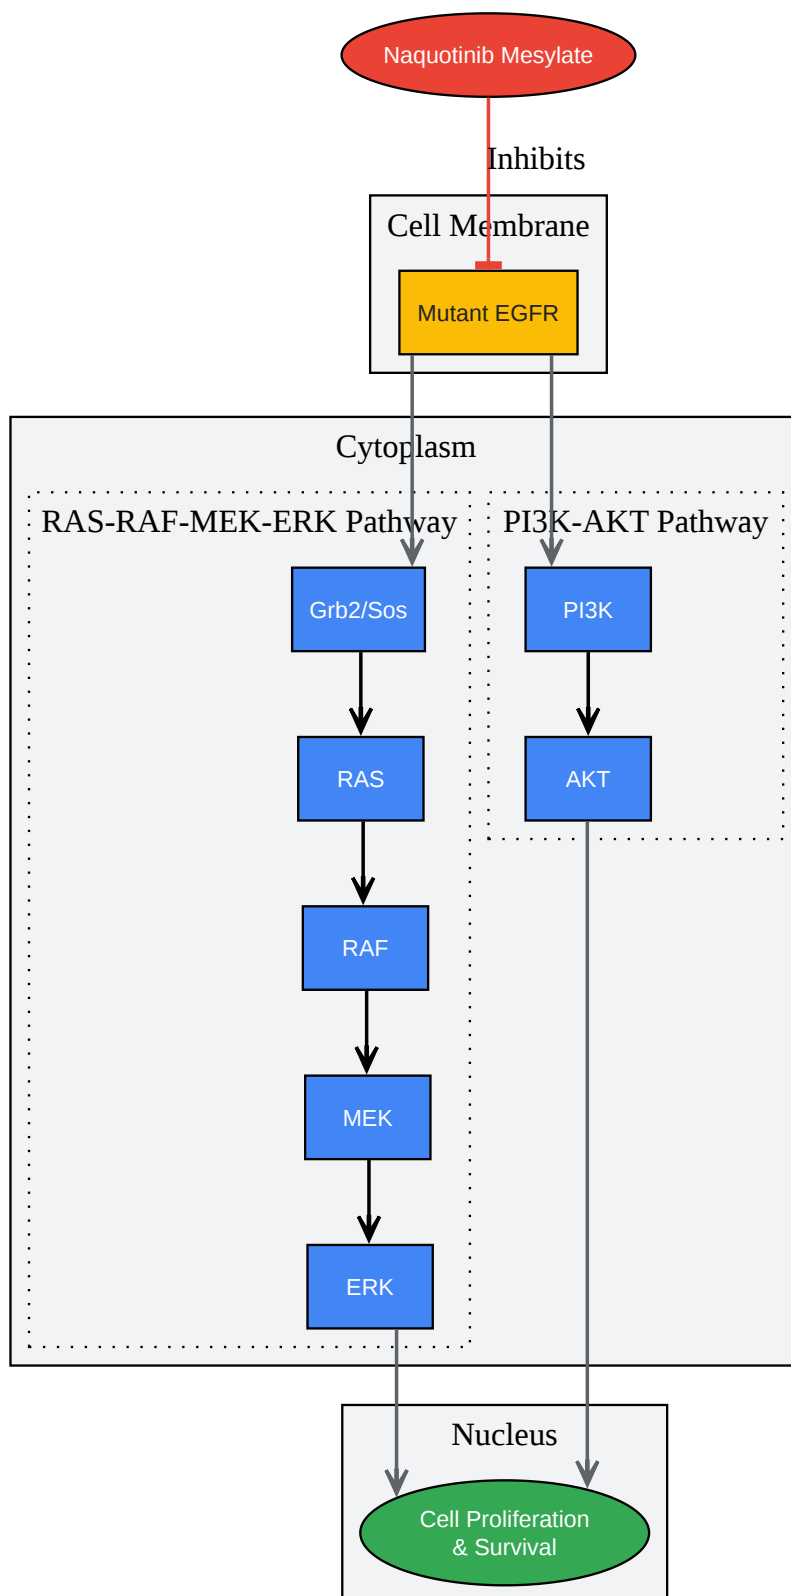 Naquotinib Mesylate
Inhibits
Cell Membrane
Mutant EGFR
Cytoplasm
RAS-RAF-MEK-ERK Pathway
PI3K-AKT Pathway
Grb2/Sos
PI3K
RAS
AKT
RAF
MEK
ERK
Nucleus
Cell Proliferation
& Survival